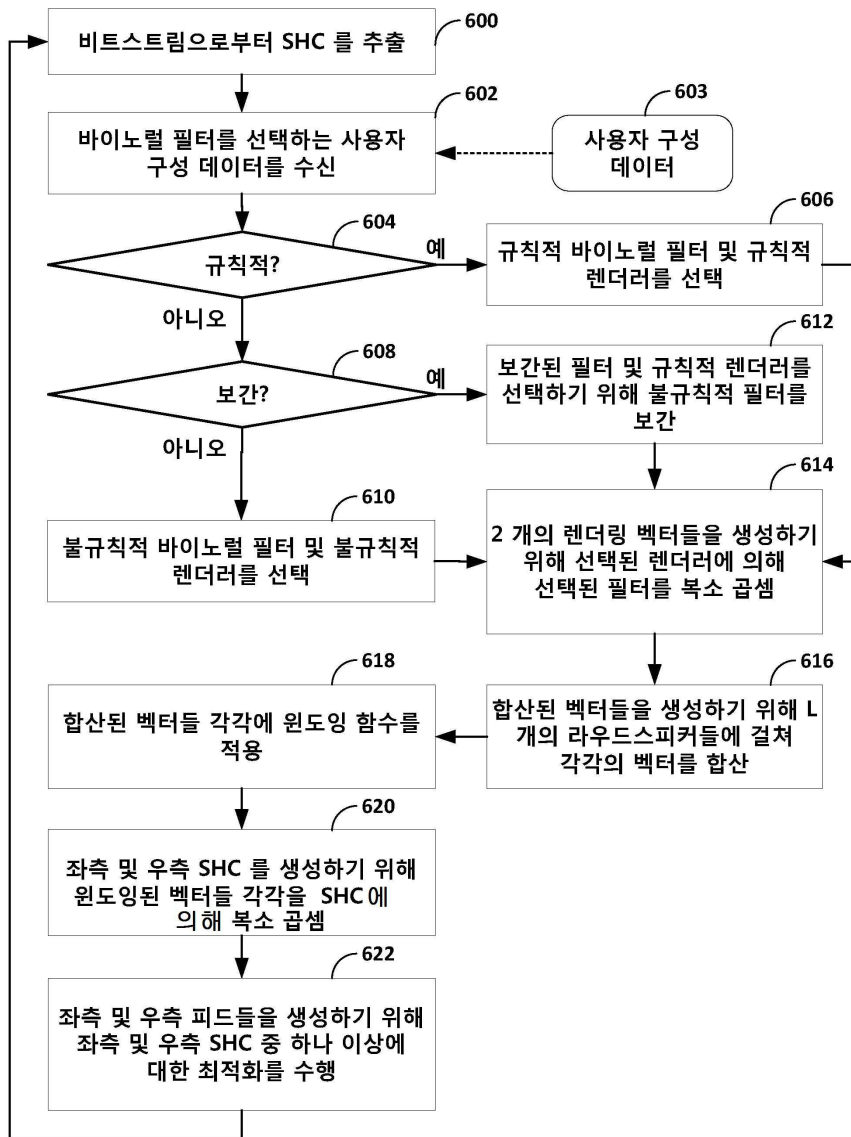 600
비트스트림으로부터 SHC 를 추출
602
바이노럴 필터를 선택하는 사용자
구성 데이터를 수신
603
사용자 구성
데이터
604
규칙적?
예
아니오
606
규칙적 바이노럴 필터 및 규칙적
렌더러를 선택
608
보간?
예
아니오
612
보간된 필터 및 규칙적 렌더러를
선택하기 위해 불규칙적 필터를
보간
610
불규칙적 바이노럴 필터 및 불규칙적
렌더러를 선택
614
2 개의 렌더링 벡터들을 생성하기
위해 선택된 렌더러에 의해
선택된 필터를 복소 곱셈
616
합산된 벡터들을 생성하기 위해 L
개의 라우드스피커들에 걸쳐
각각의 벡터를 합산
618
합산된 벡터들 각각에 윈도잉 함수를
적용
620
좌측 및 우측 SHC 를 생성하기 위해
윈도잉된 벡터들 각각을 SHC에
의해 복소 곱셈
622
좌측 및 우측 피드들을 생성하기 위해
좌측 및 우측 SHC 중 하나 이상에
대한 최적화를 수행